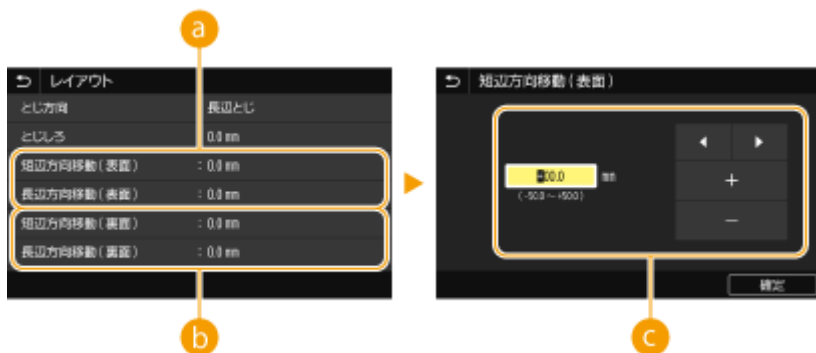 a
レイアウト
とじ方向 長辺とじ
とじしろ 0.0 mm
短辺方向移動(表面) : 0.0 mm
長辺方向移動(表面) : 0.0 mm
短辺方向移動(裏面) : 0.0 mm
長辺方向移動(裏面) : 0.0 mm
b
短辺方向移動(表面)
+00.0 mm
(-50.0~+50.0)
+
-
確定
c